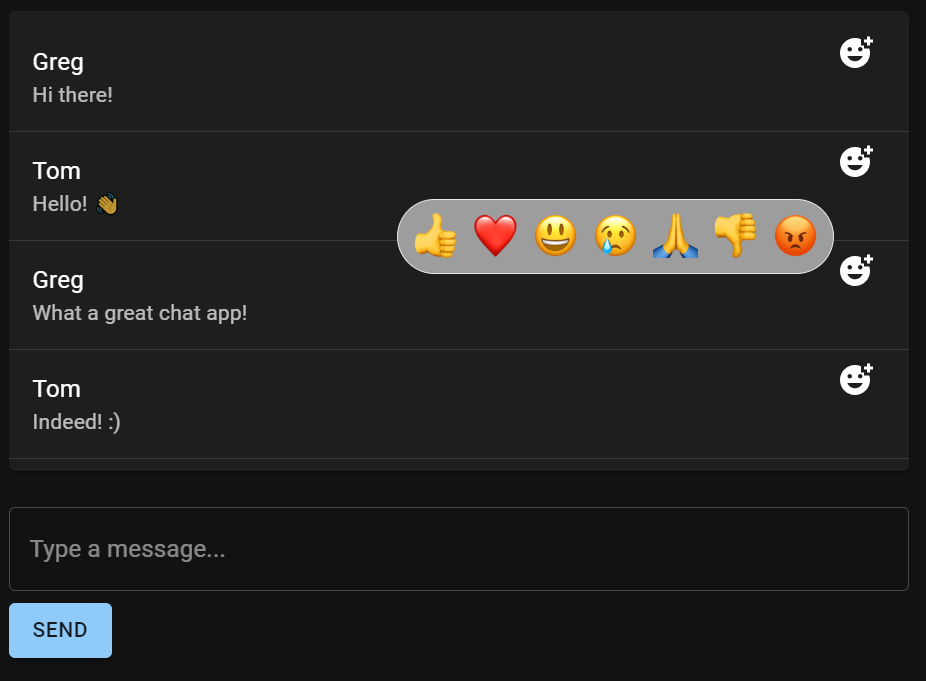 Greg
Hi there!
Tom
Hello! 👋
Greg
What a great chat app!
Tom
Indeed! :)
Type a message...
SEND